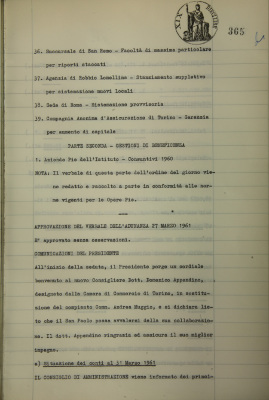 365
36. Succursale di San Remo - Facoltà di massima particolare
per riporti staccati
37. Agenzia di Robbio Lomellina - Stanziamento suppletivo
per sistemazione nuovi locali
38. Sede di Roma - Sistemazione provvisoria
39. Compagnia Anonima d'Assicurazione di Torino - Garanzia
per aumento di capitale
PARTE SECONDA - GESTIONI DI BENEFICENZA
1. Azienda Pia dell'Istituto - Consuntivi 1960
NOTA: Il verbale di questa parte dell'ordine del giorno vie-
ne redatto e raccolto a parte in conformità alle nor-
me vigenti per le Opere Pie.
APPROVAZIONE DEL VERBALE DELL'ADUNANZA 27 MARZO 1961
E' approvato senza osservazioni.
COMUNICAZIONI DEL PRESIDENTE
All'inizio della seduta, il Presidente porge un cordiale
benvenuto al nuovo Consigliere Dott. Domenico Appendino,
designato dalla Camera di Commercio di Torino, in sostitu-
zione del compianto Comm. Andrea Boggio, e si dichiara lie-
to che il San Paolo possa avvalersi della sua collaborazio-
ne. Il dott. Appendino ringrazia ed assicura il suo miglior
impegno.
a) Situazione dei conti al 31 Marzo 1961
IL CONSIGLIO DI AMMINISTRAZIONE viene informato dei princi-